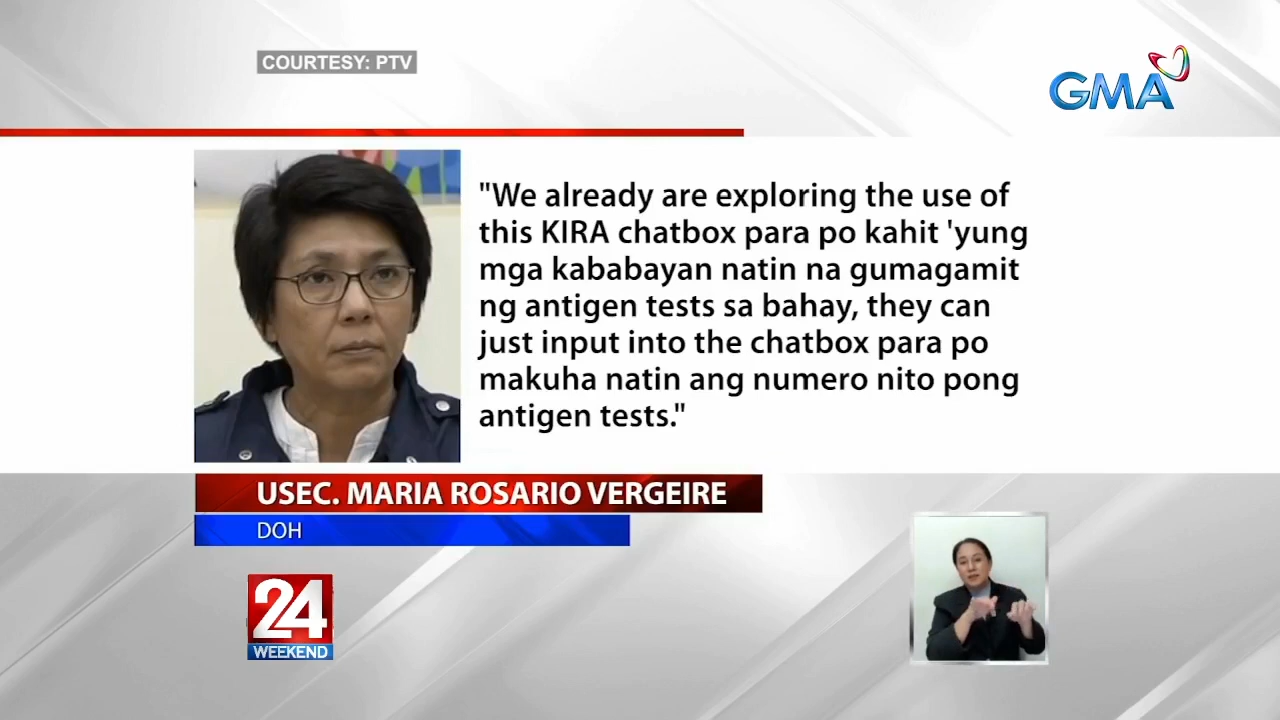 COURTESY: PTV
GMA
"We already are exploring the use of
this KIRA chatbox para po kahit 'yung
mga kababayan natin na gumagamit
ng antigen tests sa bahay, they can
just input into the chatbox para po
makuha natin ang numero nito pong
antigen tests."
USEC. MARIA ROSARIO VERGEIRE
DOH
24
WEEKEND